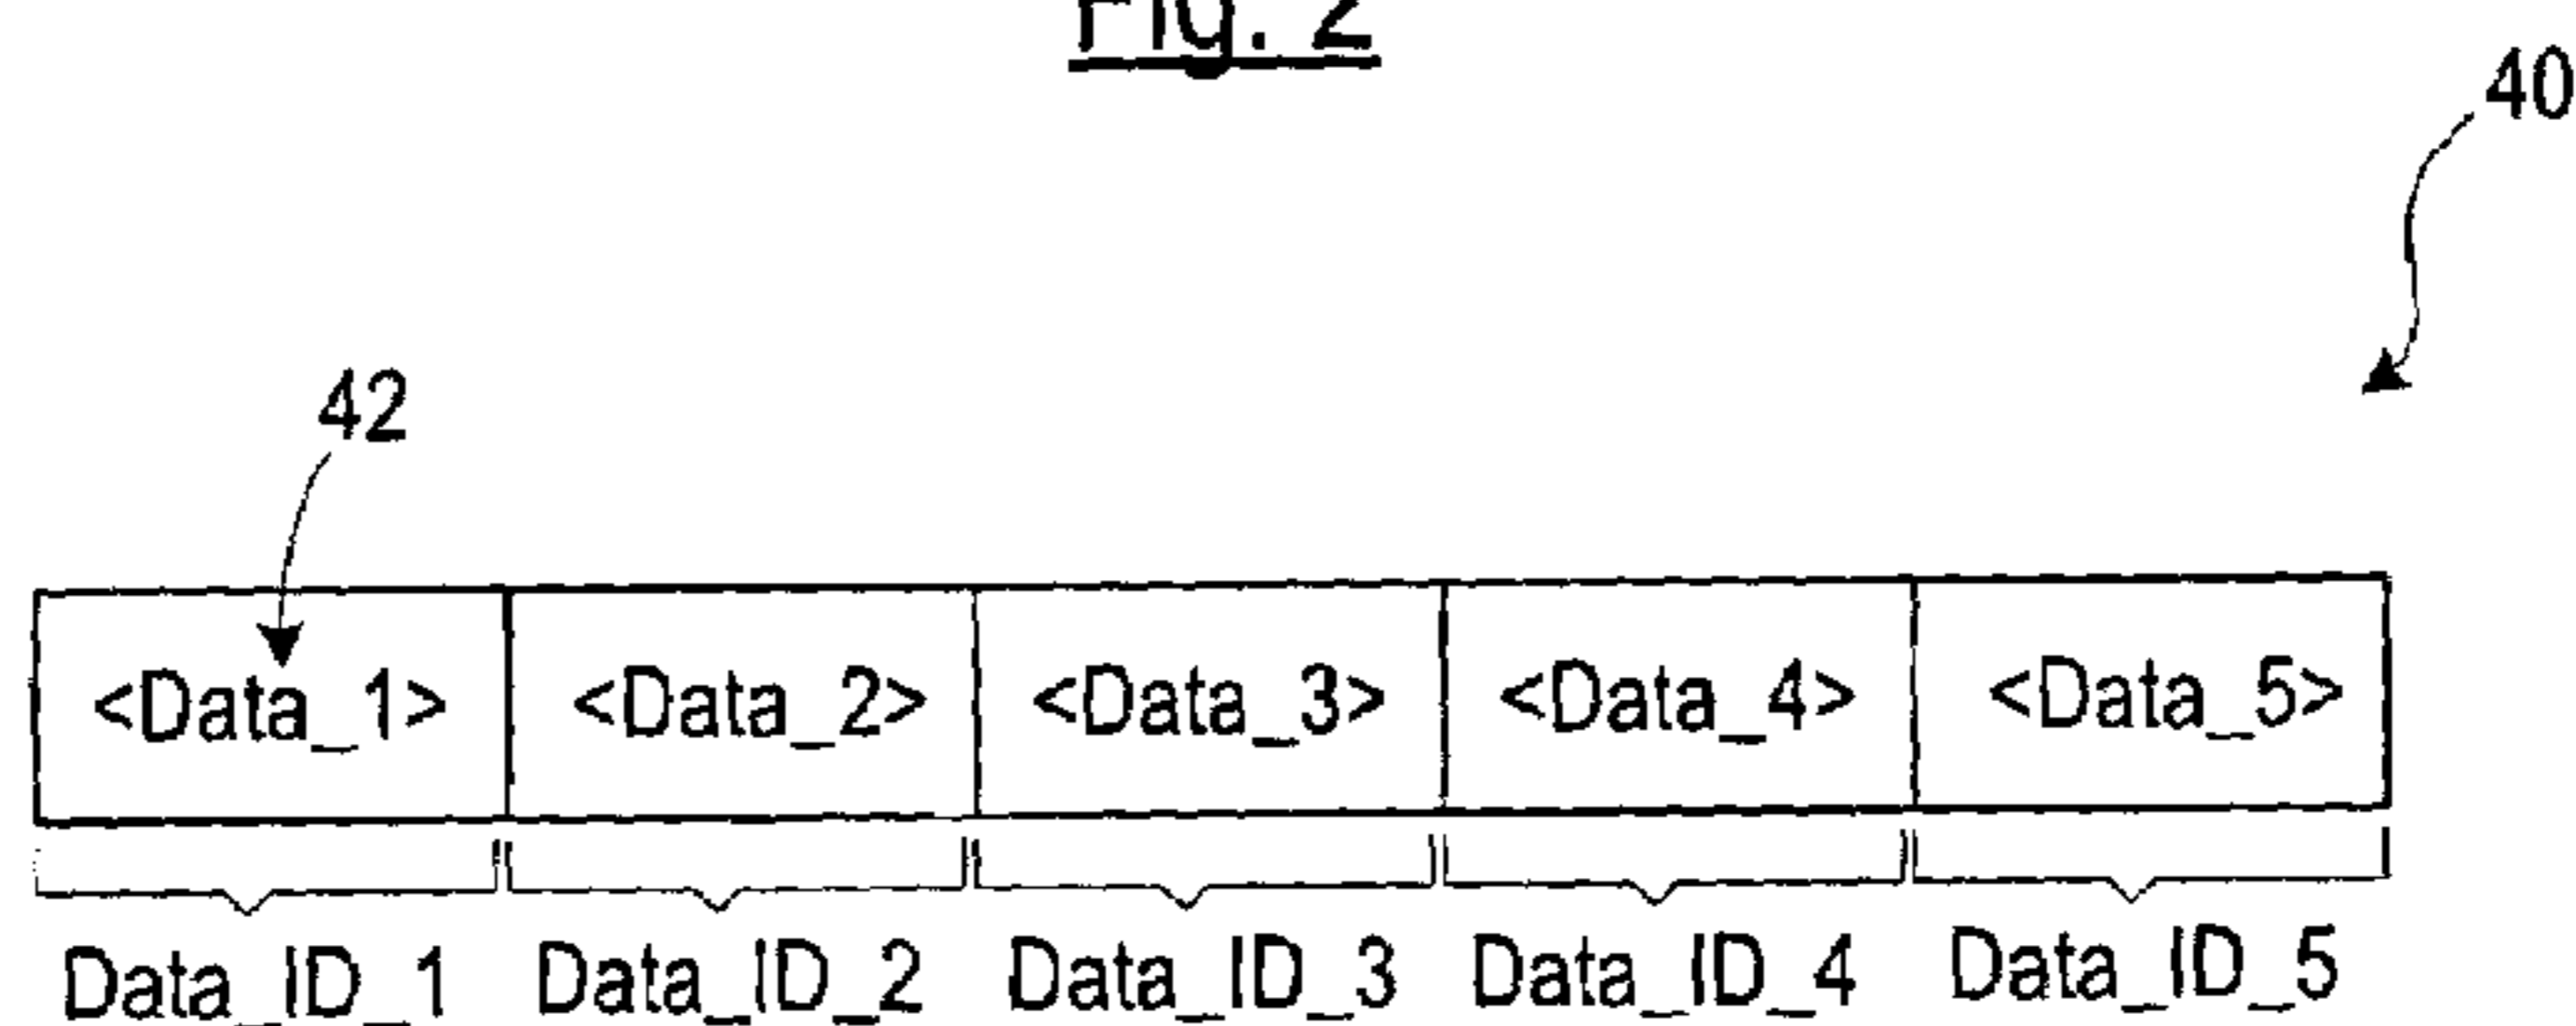 Fig. 2
40
42
<Data_1> <Data_2> <Data_3> <Data_4> <Data_5>
Data_ID_1 Data_ID_2 Data_ID_3 Data_ID_4 Data_ID_5